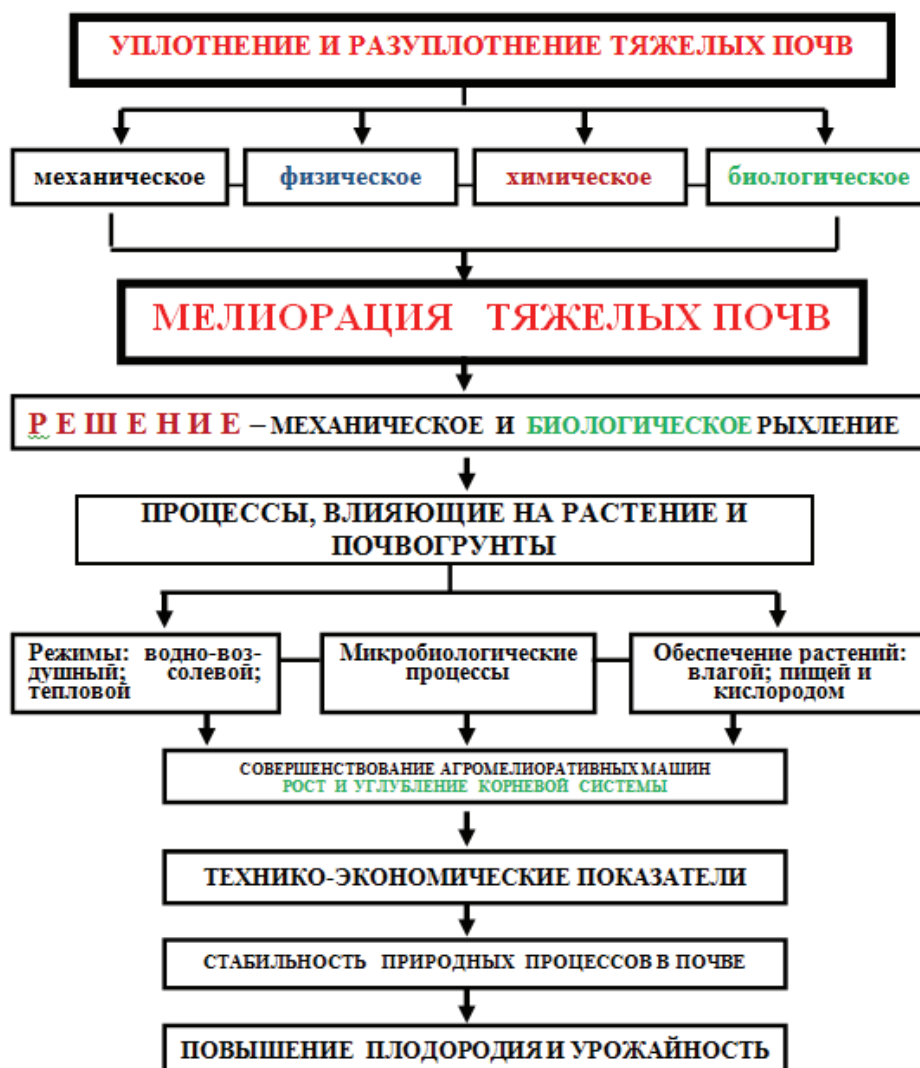 УПЛОТНЕНИЕ И РАЗУПЛОТНЕНИЕ ТЯЖЕЛЫХ ПОЧВ
механическое
физическое
химическое
биологическое
МЕЛИОРАЦИЯ ТЯЖЕЛЫХ ПОЧВ
Р Е Ш Е Н И Е – МЕХАНИЧЕСКОЕ И БИОЛОГИЧЕСКОЕ РЫХЛЕНИЕ
ПРОЦЕССЫ, ВЛИЯЮЩИЕ НА РАСТЕНИЕ И
ПОЧВОГРУНТЫ
Режимы: водно-воз-
душный; солевой;
тепловой
Микробиологические
процессы
Обеспечение растений:
влагой; пищей и
кислородом
СОВЕРШЕНСТВОВАНИЕ АГРОМЕЛИОРАТИВНЫХ МАШИН
РОСТ И УГЛУБЛЕНИЕ КОРНЕВОЙ СИСТЕМЫ
ТЕХНИКО-ЭКОНОМИЧЕСКИЕ ПОКАЗАТЕЛИ
СТАБИЛЬНОСТЬ ПРИРОДНЫХ ПРОЦЕССОВ В ПОЧВЕ
ПОВЫШЕНИЕ ПЛОДОРОДИЯ И УРОЖАЙНОСТЬ